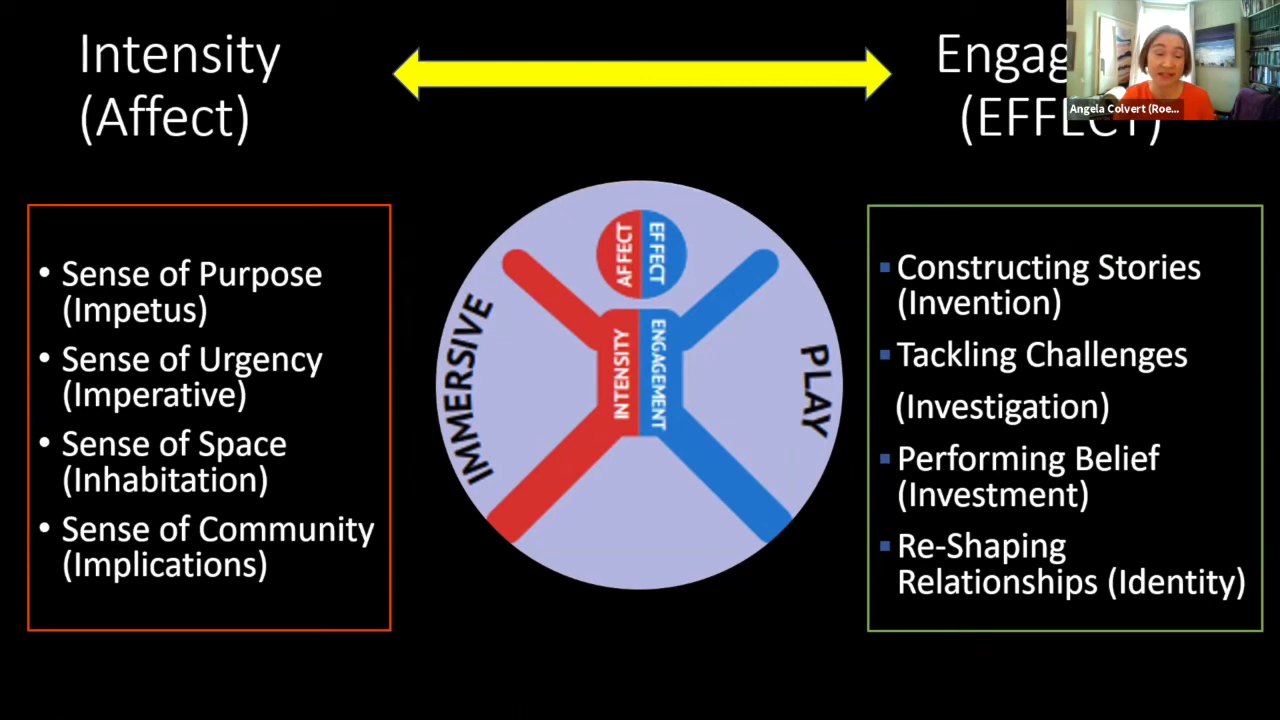 Intensity
(Affect)
(EFFECT)
Angela Colvert (Roe...
• Sense of Purpose
(Impetus)
• Sense of Urgency
(Imperative)
• Sense of Space
(Inhabitation)
• Sense of Community
(Implications)
IMMERSIVE
AFFECT
EFFECT
INTENSITY
ENGAGEMENT
PLAY
▪ Constructing Stories
(Invention)
▪ Tackling Challenges
(Investigation)
▪ Performing Belief
(Investment)
▪ Re-Shaping
Relationships (Identity)